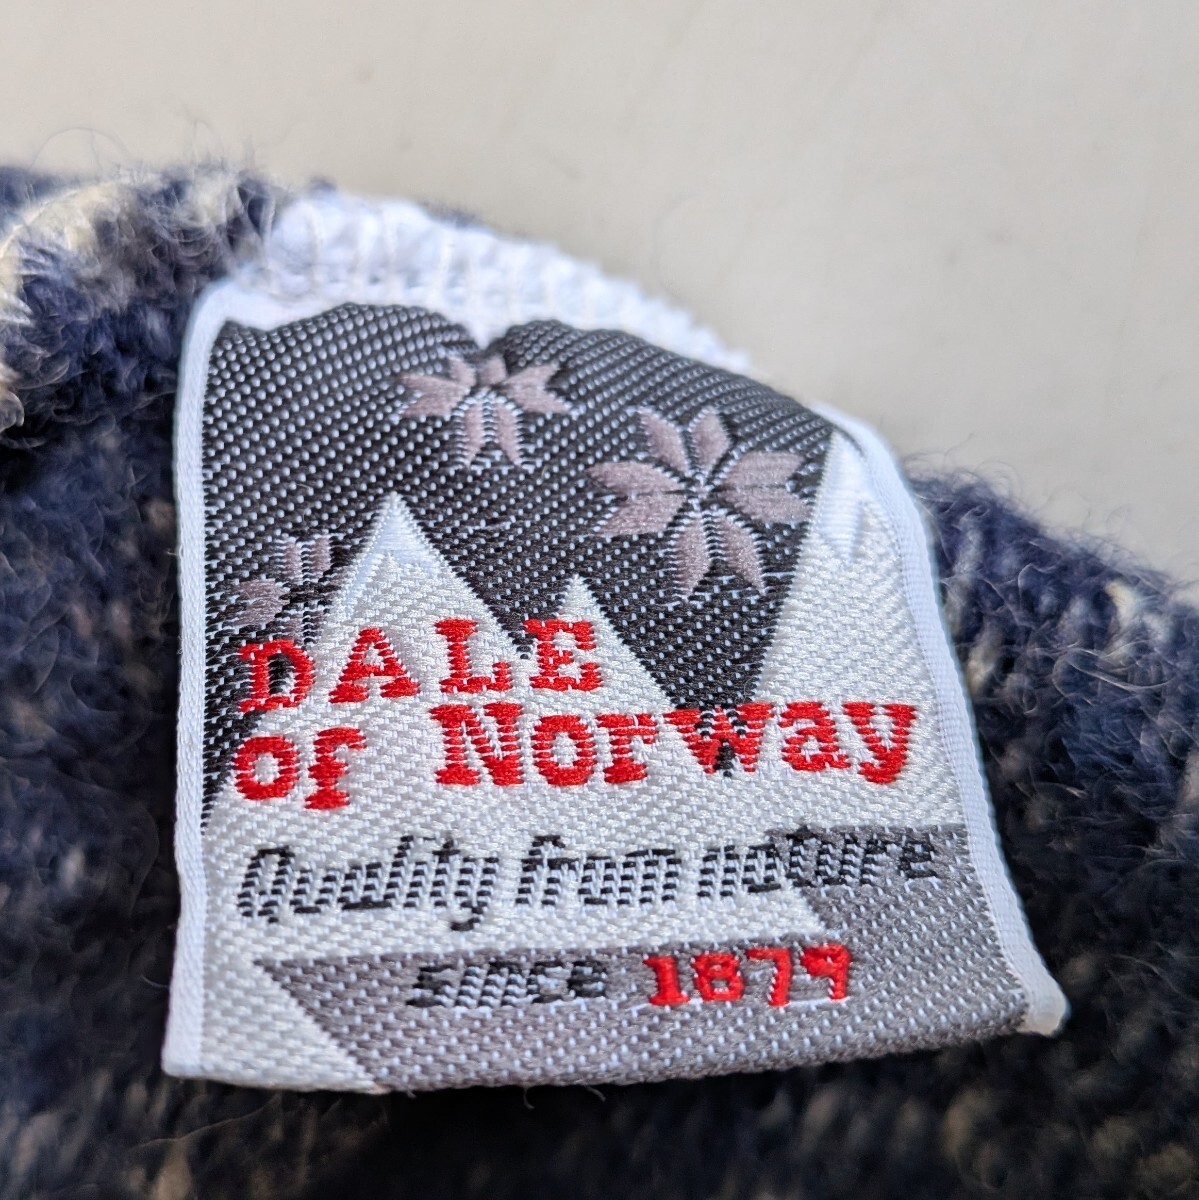 DALE
of Norway
Quality from nature
since 1879